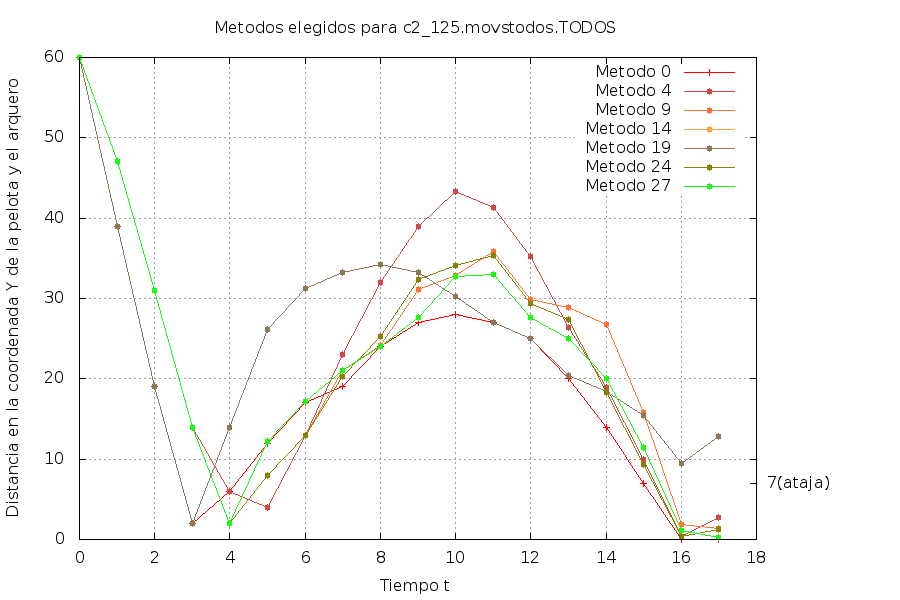 Metodos elegidos para c2_125.movstodos.TODOS
Distancia en la coordenada Y de la pelota y el arquero
60
50
40
30
20
10
0
Metodo 0
Metodo 4
Metodo 9
Metodo 14
Metodo 19
Metodo 24
Metodo 27
7(ataja)
0 2 4 6 8 10 12 14 16 18
Tiempo t